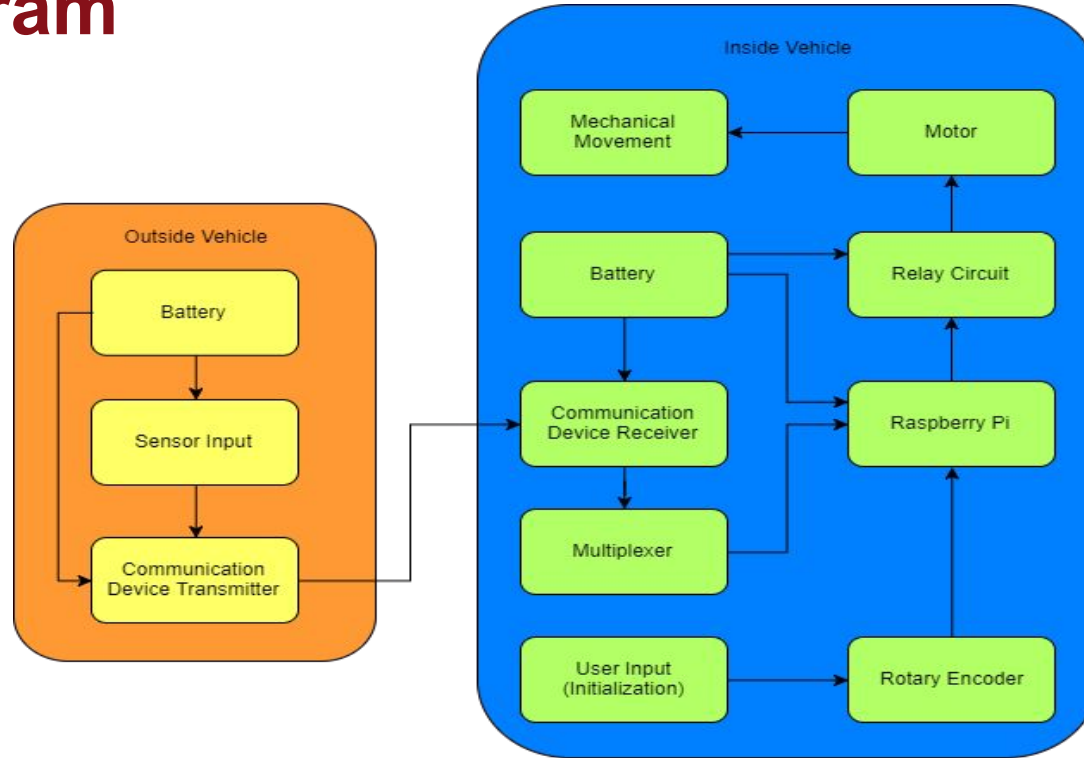 ram
Outside Vehicle
Battery
Sensor Input
Communication
Device Transmitter
Inside Vehicle
Mechanical
Movement
Motor
Battery
Relay Circuit
Communication
Device Receiver
Raspberry Pi
Multiplexer
User Input
(Initialization)
Rotary Encoder